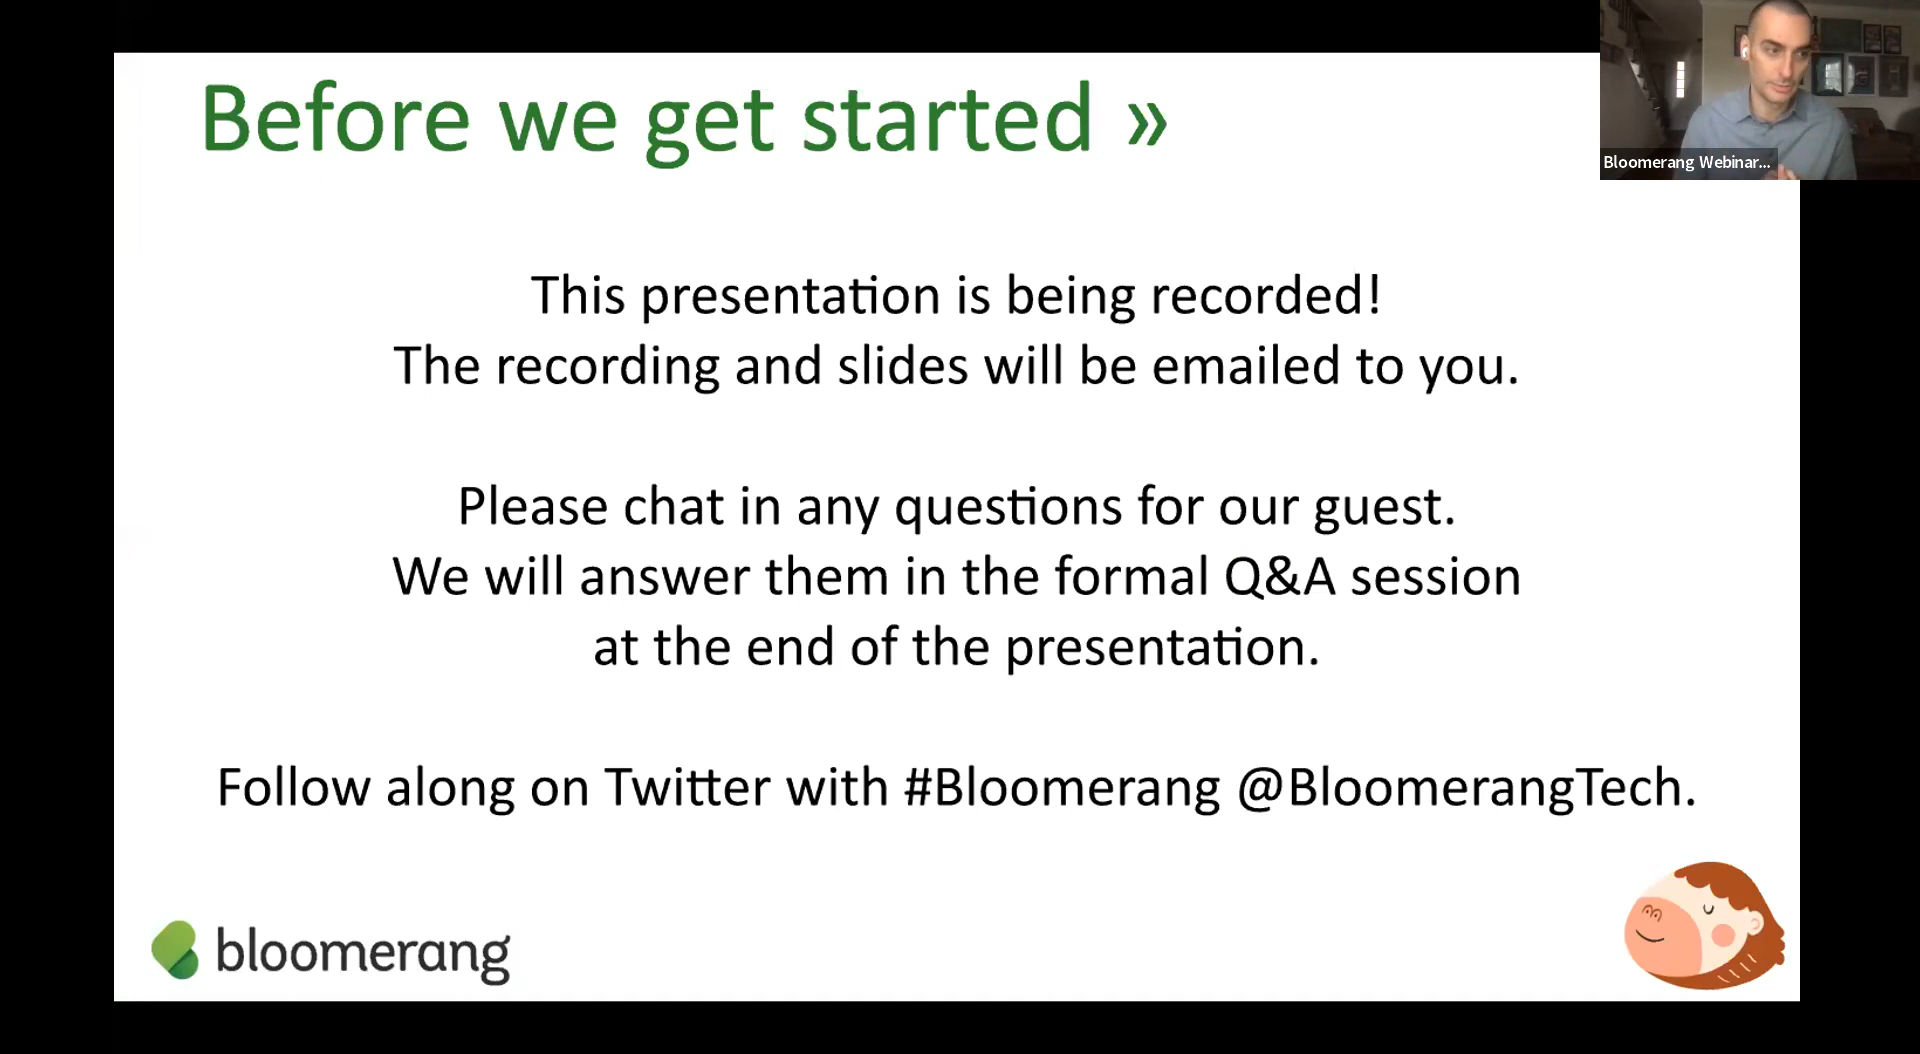 Before we get started »
Bloomerang Webinar...
This presentation is being recorded!
The recording and slides will be emailed to you.
Please chat in any questions for our guest.
We will answer them in the formal Q&A session
at the end of the presentation.
Follow along on Twitter with #Bloomerang @BloomerangTech.
bloomerang